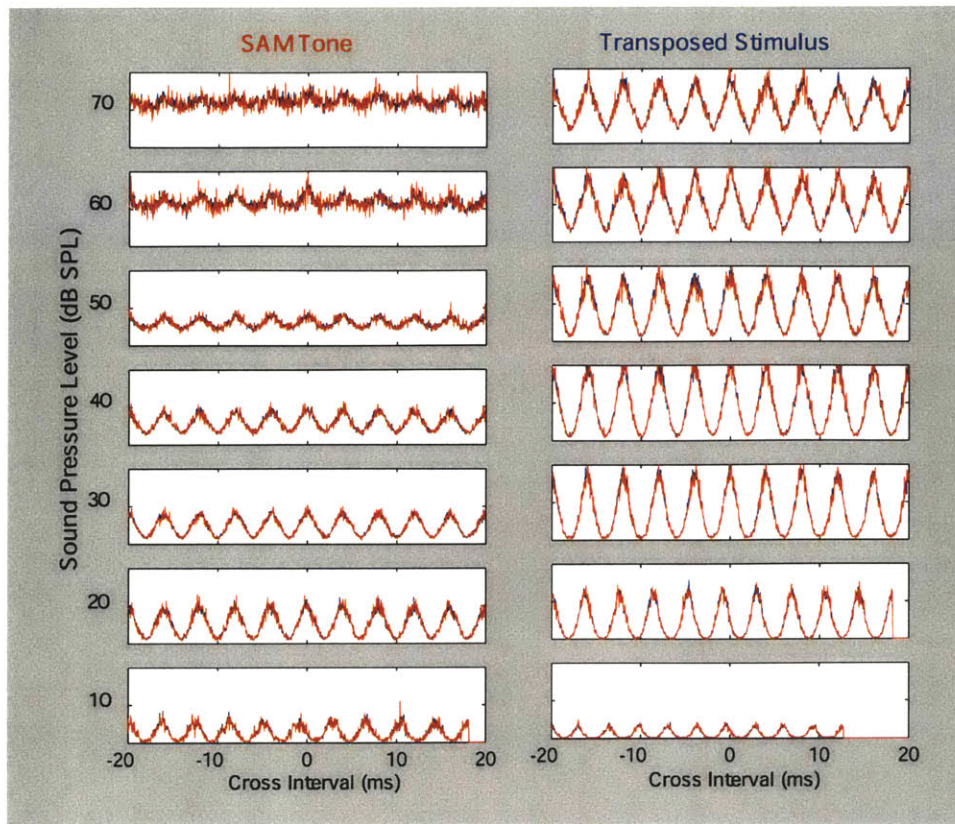 SAM Tone
Transposed Stimulus
Sound Pressure Level (dB SPL)
70
60
50
40
30
20
10
-20 -10 0 10 20
-20 -10 0 10 20
Cross Interval (ms)
Cross Interval (ms)